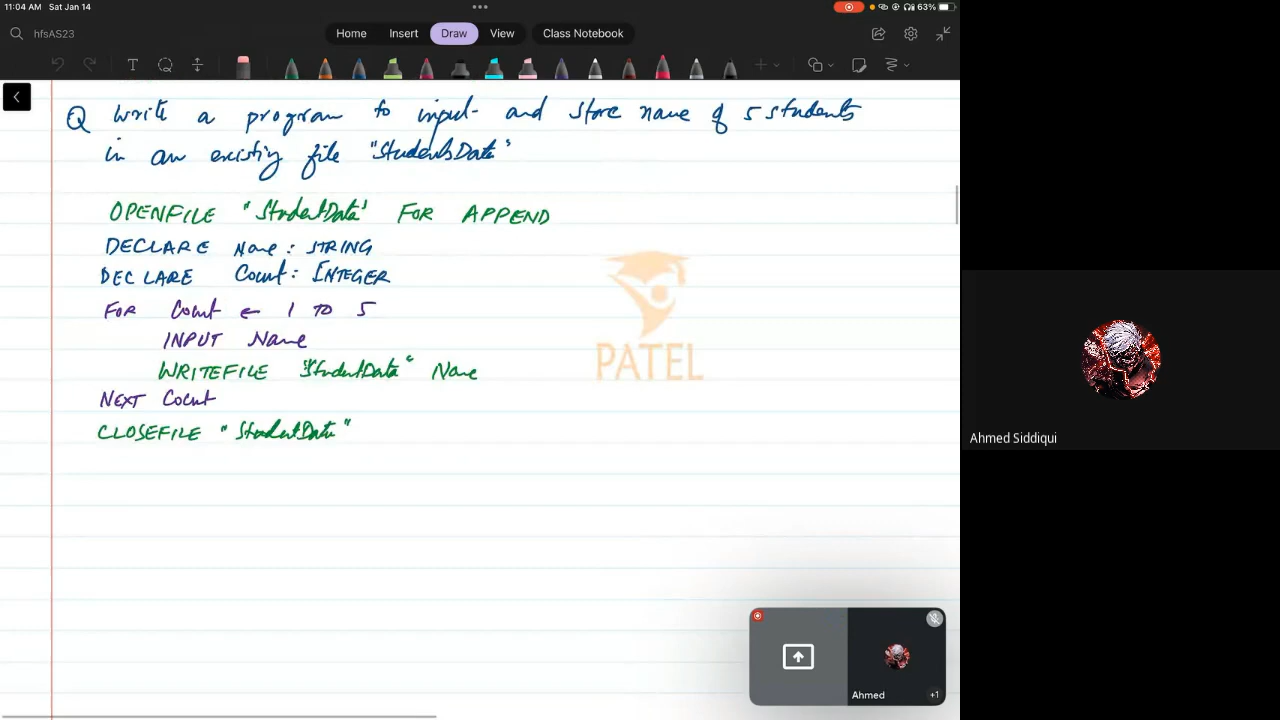 11:04 AM Sat Jan 14
63%
hfsAS23
Home Insert Draw View Class Notebook
Q Write a program to input and store name of 5 students
in an existing file "StudentsData"
OPENFILE "StudentData" FOR APPEND
DECLARE Name : STRING
DECLARE Count : INTEGER
FOR Count ← 1 TO 5
INPUT Name
WRITEFILE "StudentData" Name
NEXT Count
CLOSEFILE "StudentData"
PATEL
Ahmed Siddiqui
Ahmed +1